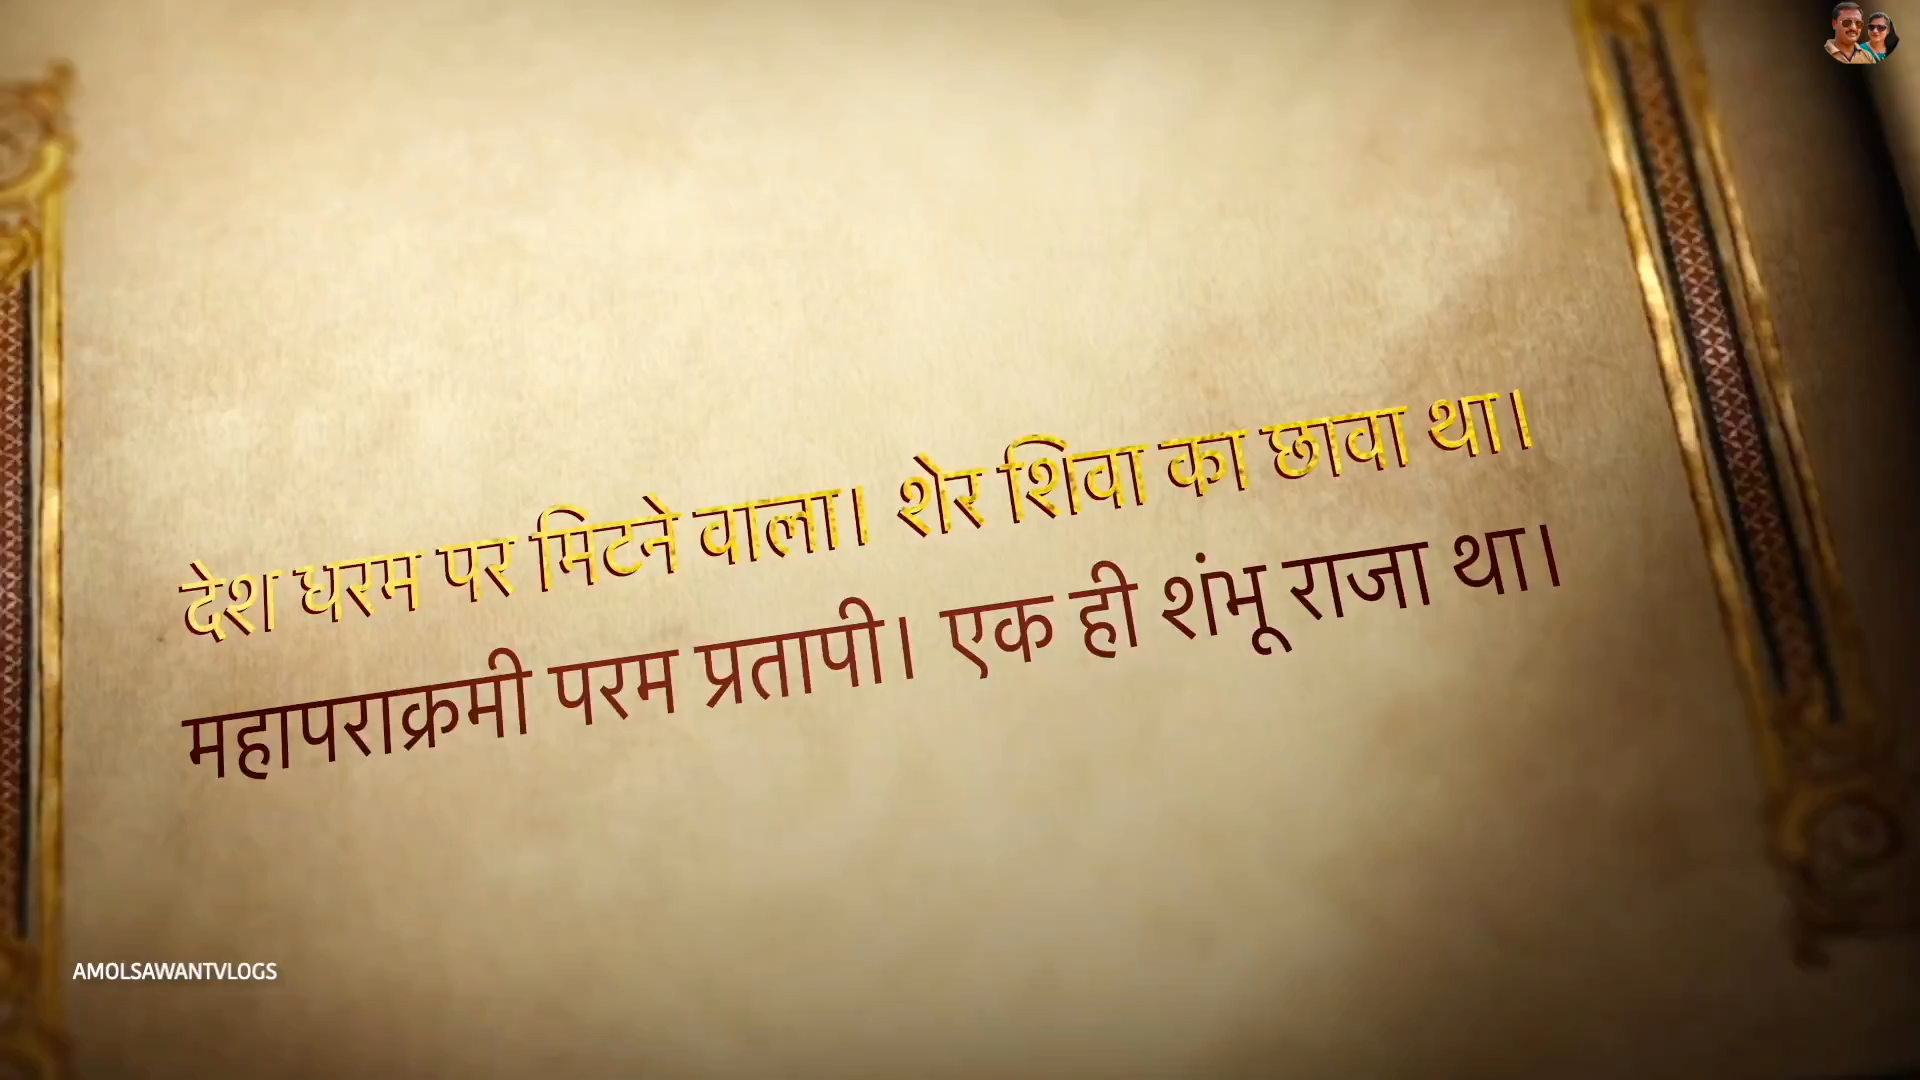 देश धरम पर मिटने वाला। शेर शिवा का छावा था।
महापराक्रमी परम प्रतापी। एक ही शंभू राजा था।
AMOLSAWANTVLOGS